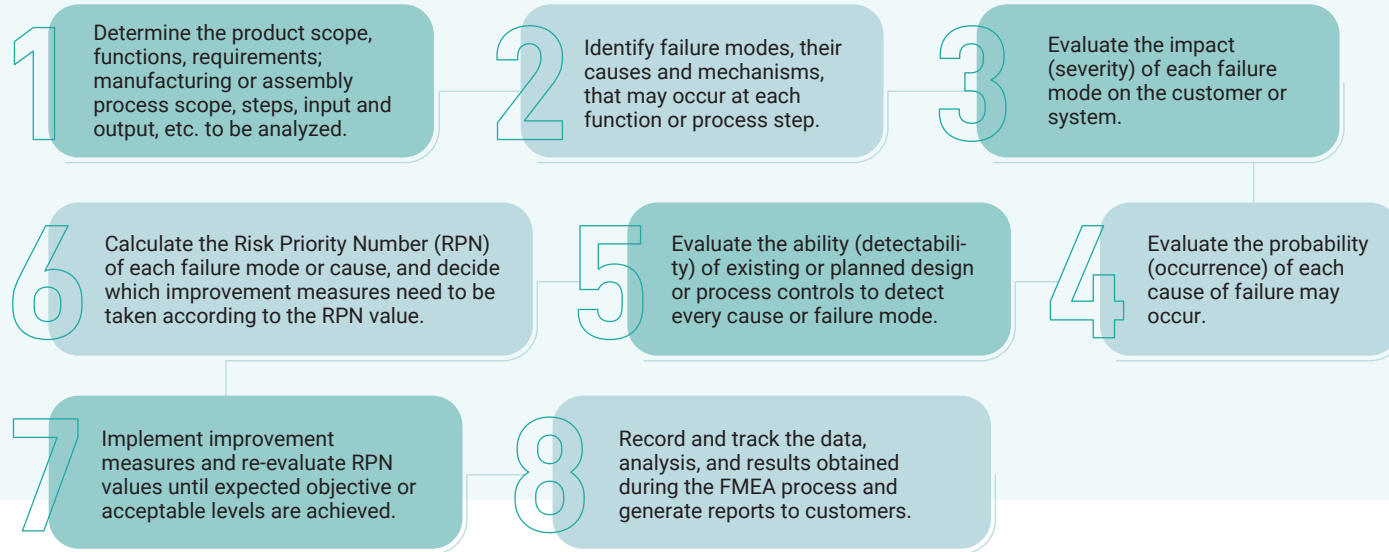 1
Determine the product scope,
functions, requirements;
manufacturing or assembly
process scope, steps, input and
output, etc. to be analyzed.
2
Identify failure modes, their
causes and mechanisms,
that may occur at each
function or process step.
3
Evaluate the impact
(severity) of each failure
mode on the customer or
system.
4
Evaluate the probability
(occurrence) of each
cause of failure may
occur.
5
Evaluate the ability (detectabili-
ty) of existing or planned design
or process controls to detect
every cause or failure mode.
6
Calculate the Risk Priority Number (RPN)
of each failure mode or cause, and decide
which improvement measures need to be
taken according to the RPN value.
7
Implement improvement
measures and re-evaluate RPN
values until expected objective or
acceptable levels are achieved.
8
Record and track the data,
analysis, and results obtained
during the FMEA process and
generate reports to customers.